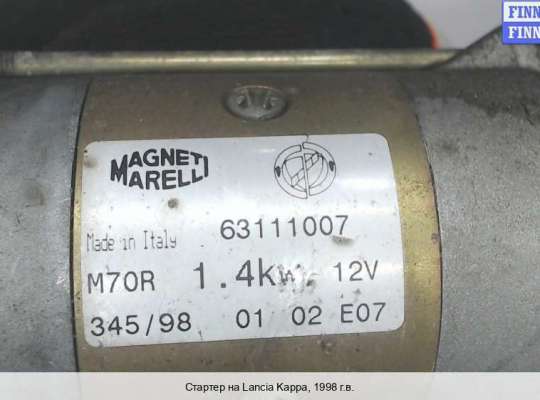 FINN
FINN
MAGNETI
MARELLI
63111007
Made in Italy
M70R 1.4kW 12V
345/98 01 02 E07
Стартер на Lancia Kappa, 1998 г.в.